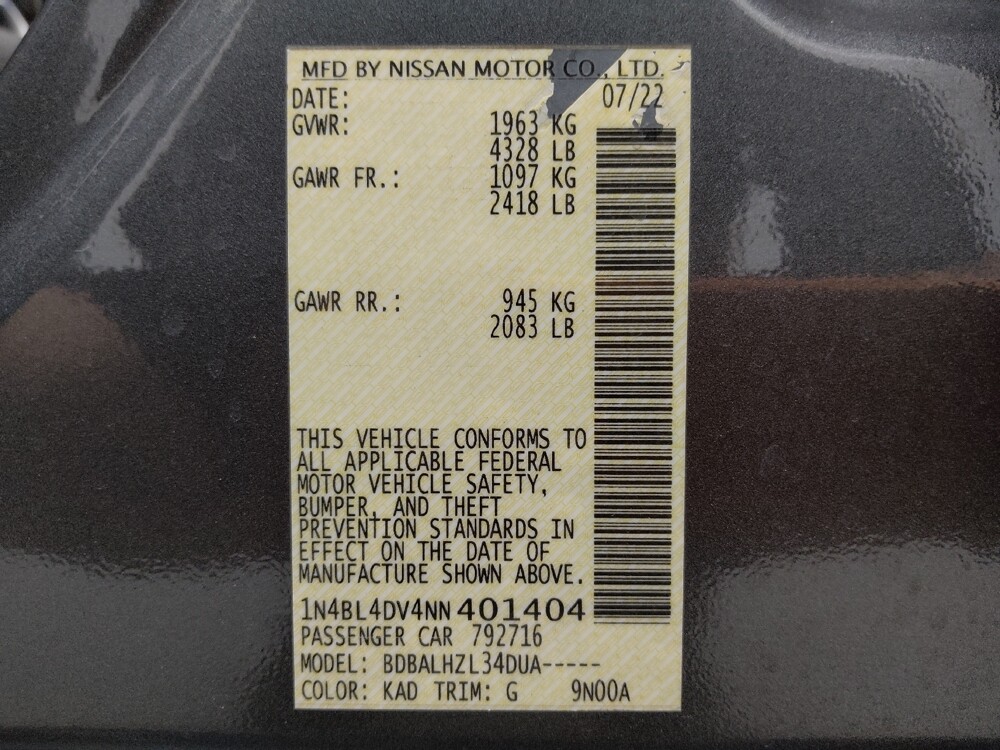 MFD BY NISSAN MOTOR CO., LTD.
DATE: 07/22
GVWR: 1963 KG
4328 LB
GAWR FR.: 1097 KG
2418 LB
GAWR RR.: 945 KG
2083 LB
THIS VEHICLE CONFORMS TO
ALL APPLICABLE FEDERAL
MOTOR VEHICLE SAFETY,
BUMPER, AND THEFT
PREVENTION STANDARDS IN
EFFECT ON THE DATE OF
MANUFACTURE SHOWN ABOVE.
1N4BL4DV4NN401404
PASSENGER CAR 792716
MODEL: BDBALHZL34DUA-----
COLOR: KAD TRIM: G 9N00A